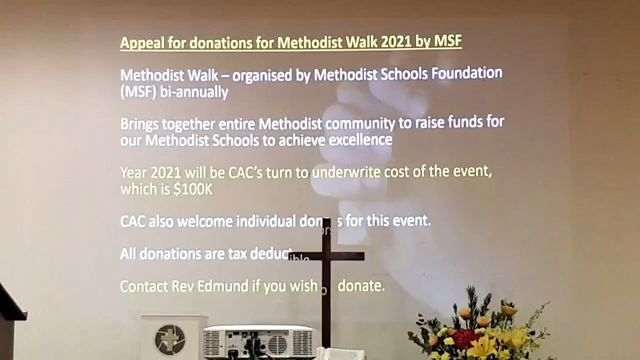 Appeal for donations for Methodist Walk 2021 by MSF
Methodist Walk – organised by Methodist Schools Foundation
(MSF) bi-annually
Brings together entire Methodist community to raise funds for
our Methodist Schools to achieve excellence
Year 2021 will be CAC's turn to underwrite cost of the event,
which is $100K
CAC also welcome individual donors for this event.
All donations are tax deductible
Contact Rev Edmund if you wish to donate.